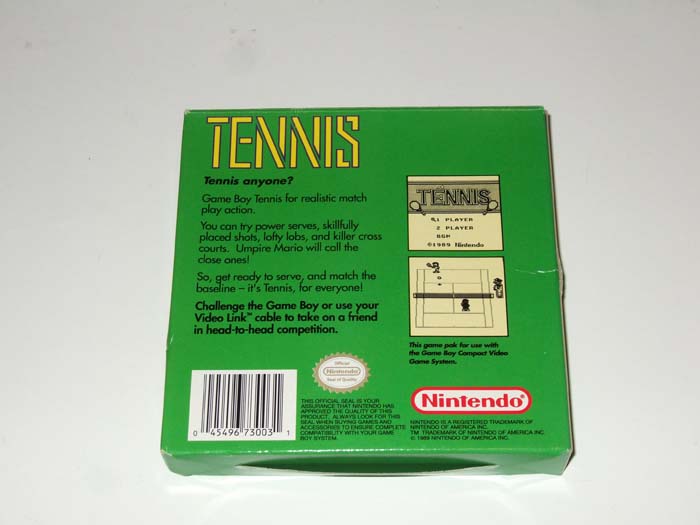 TENNIS
Tennis anyone?
Game Boy Tennis for realistic match
play action.
You can try power serves, skillfully
placed shots, lofty lobs, and killer cross
courts. Umpire Mario will call the
close ones!
So, get ready to serve, and match the
baseline – it's Tennis, for everyone!
Challenge the Game Boy or use your
Video Link™ cable to take on a friend
in head-to-head competition.
TENNIS
1 PLAYER
2 PLAYER
BGM
©1989 Nintendo
This game pak for use with
the Game Boy Compact Video
Game System.
Official
Nintendo
Seal of Quality
THIS OFFICIAL SEAL IS YOUR
ASSURANCE THAT NINTENDO HAS
APPROVED THE QUALITY OF THIS
PRODUCT. ALWAYS LOOK FOR THIS
SEAL WHEN BUYING GAMES AND
ACCESSORIES TO ENSURE COMPLETE
COMPATIBILITY WITH YOUR GAME
BOY SYSTEM.
Nintendo®
NINTENDO IS A REGISTERED TRADEMARK OF
NINTENDO OF AMERICA INC.
TM TRADEMARK OF NINTENDO OF AMERICA INC.
© 1989 NINTENDO OF AMERICA INC.
0 45496 73003 1